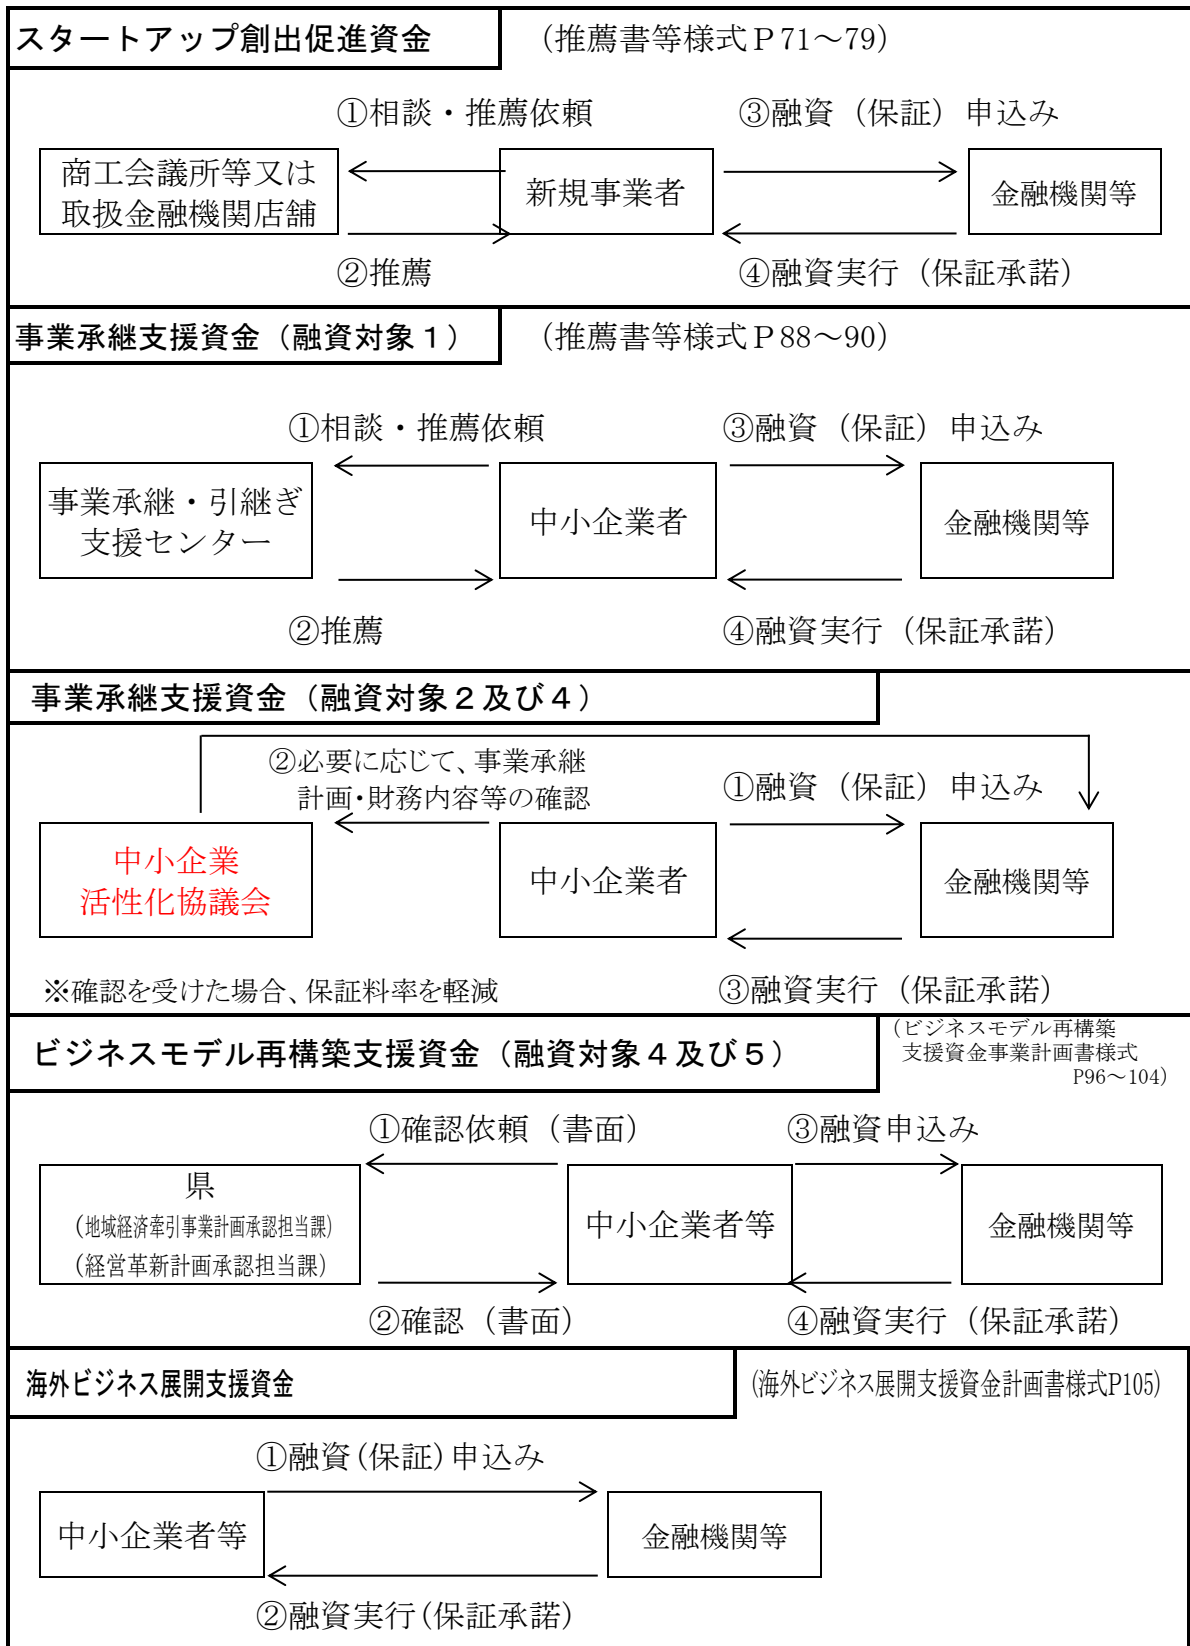 スタートアップ創出促進資金
（推薦書等様式Ｐ71～79）
①相談・推薦依頼
③融資（保証）申込み
商工会議所等又は
取扱金融機関店舗
新規事業者
金融機関等
②推薦
④融資実行（保証承諾）
事業承継支援資金（融資対象１）
（推薦書等様式Ｐ88～90）
①相談・推薦依頼
③融資（保証）申込み
事業承継・引継ぎ
支援センター
中小企業者
金融機関等
②推薦
④融資実行（保証承諾）
事業承継支援資金（融資対象２及び４）
②必要に応じて、事業承継
計画・財務内容等の確認
①融資（保証）申込み
中小企業
活性化協議会
中小企業者
金融機関等
※確認を受けた場合、保証料率を軽減
③融資実行（保証承諾）
ビジネスモデル再構築支援資金（融資対象４及び５）
（ビジネスモデル再構築
支援資金事業計画書様式
P96～104）
①確認依頼（書面）
③融資申込み
県
（地域経済牽引事業計画承認担当課）
（経営革新計画承認担当課）
中小企業者等
金融機関等
②確認（書面）
④融資実行（保証承諾）
海外ビジネス展開支援資金
（海外ビジネス展開支援資金計画書様式P105）
①融資（保証）申込み
中小企業者等
金融機関等
②融資実行（保証承諾）